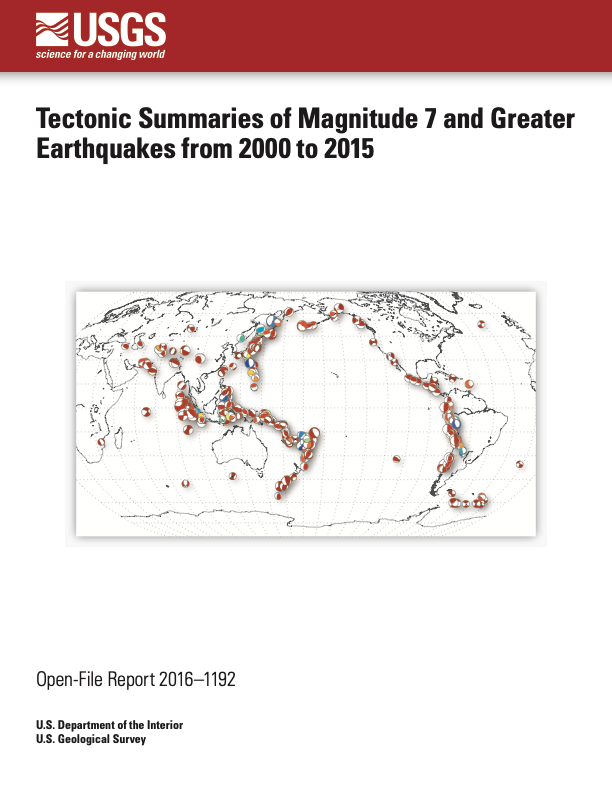 USGS
science for a changing world
Tectonic Summaries of Magnitude 7 and Greater
Earthquakes from 2000 to 2015
Open-File Report 2016–1192
U.S. Department of the Interior
U.S. Geological Survey